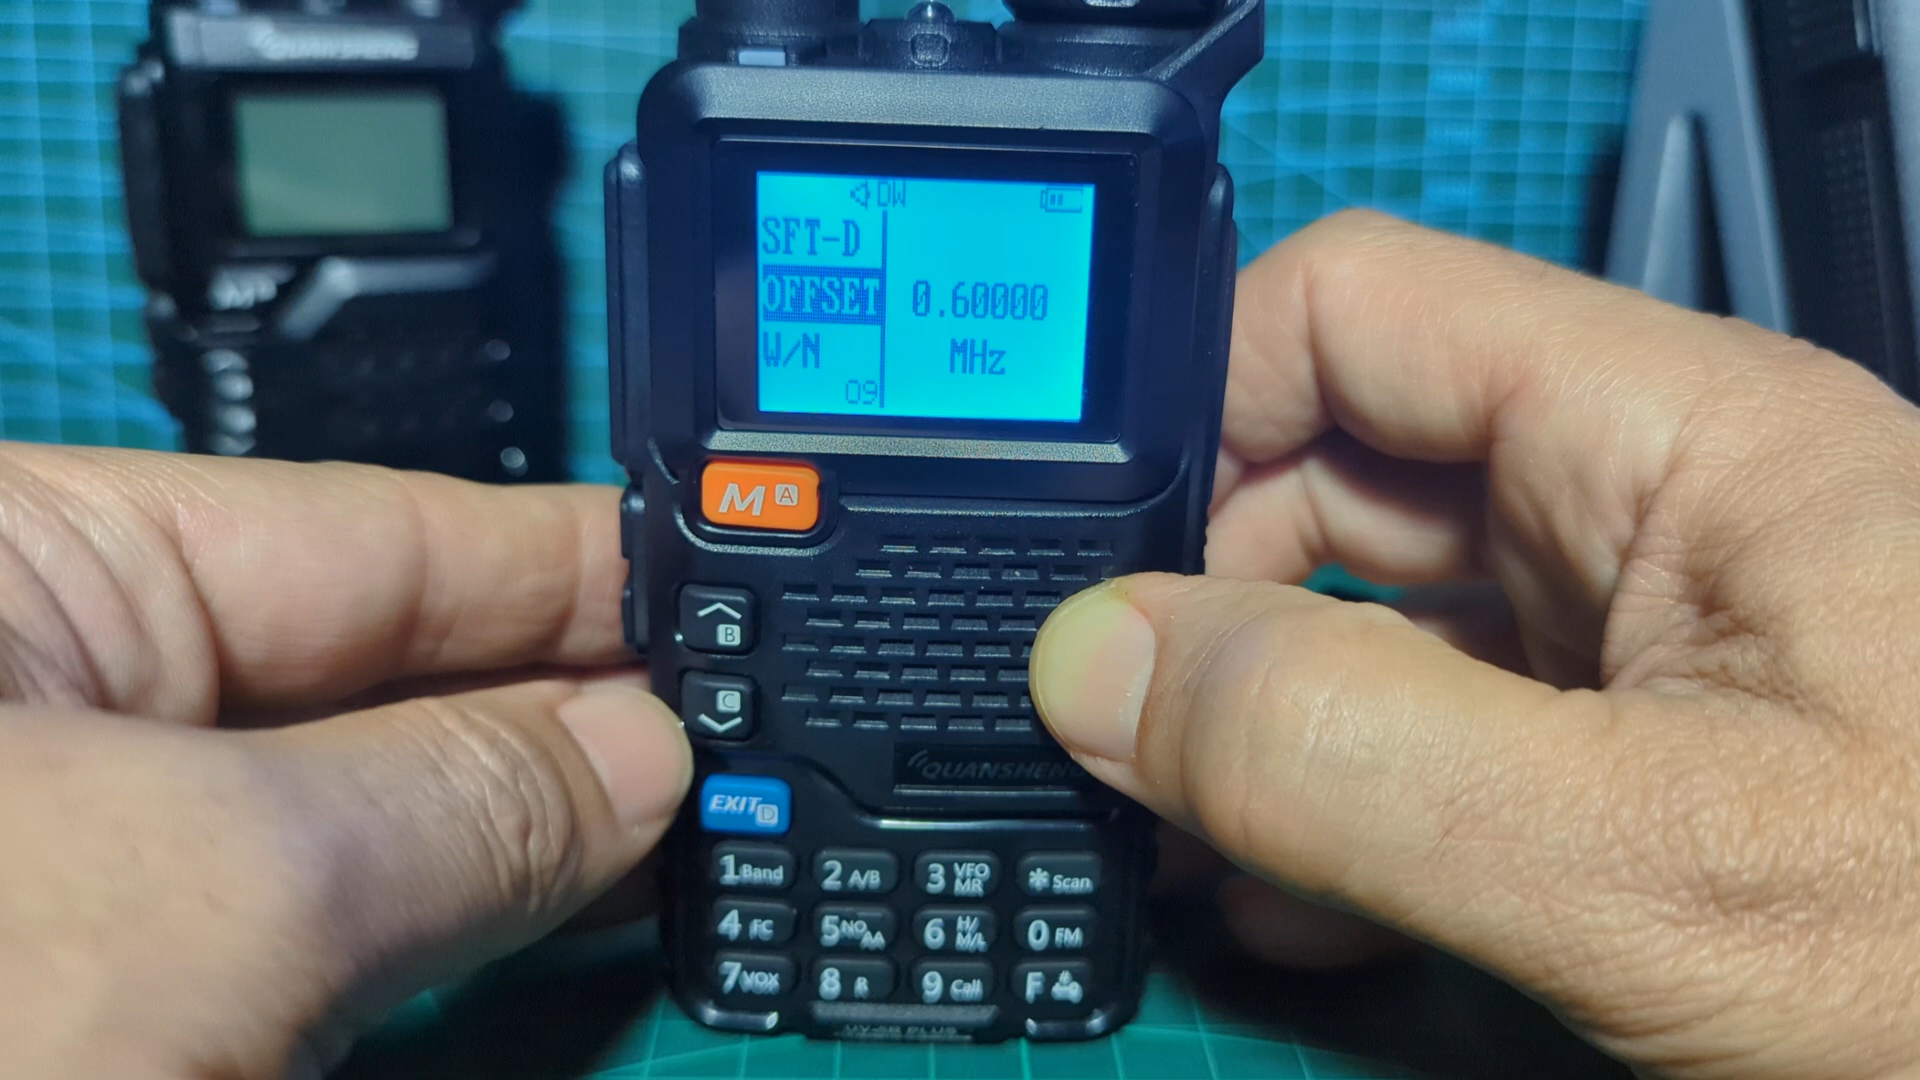 QUANSHENG
DW
SFT-D
OFFSET
W/N
09
0.60000
MHz
M A
B
C
QUANSHENG
EXIT D
1 Band
2 A/B
3 VFO MR
* Scan
4 FC
5 NOAA
6 H/M/L
0 FM
7 VOX
8 R
9 Call
F #